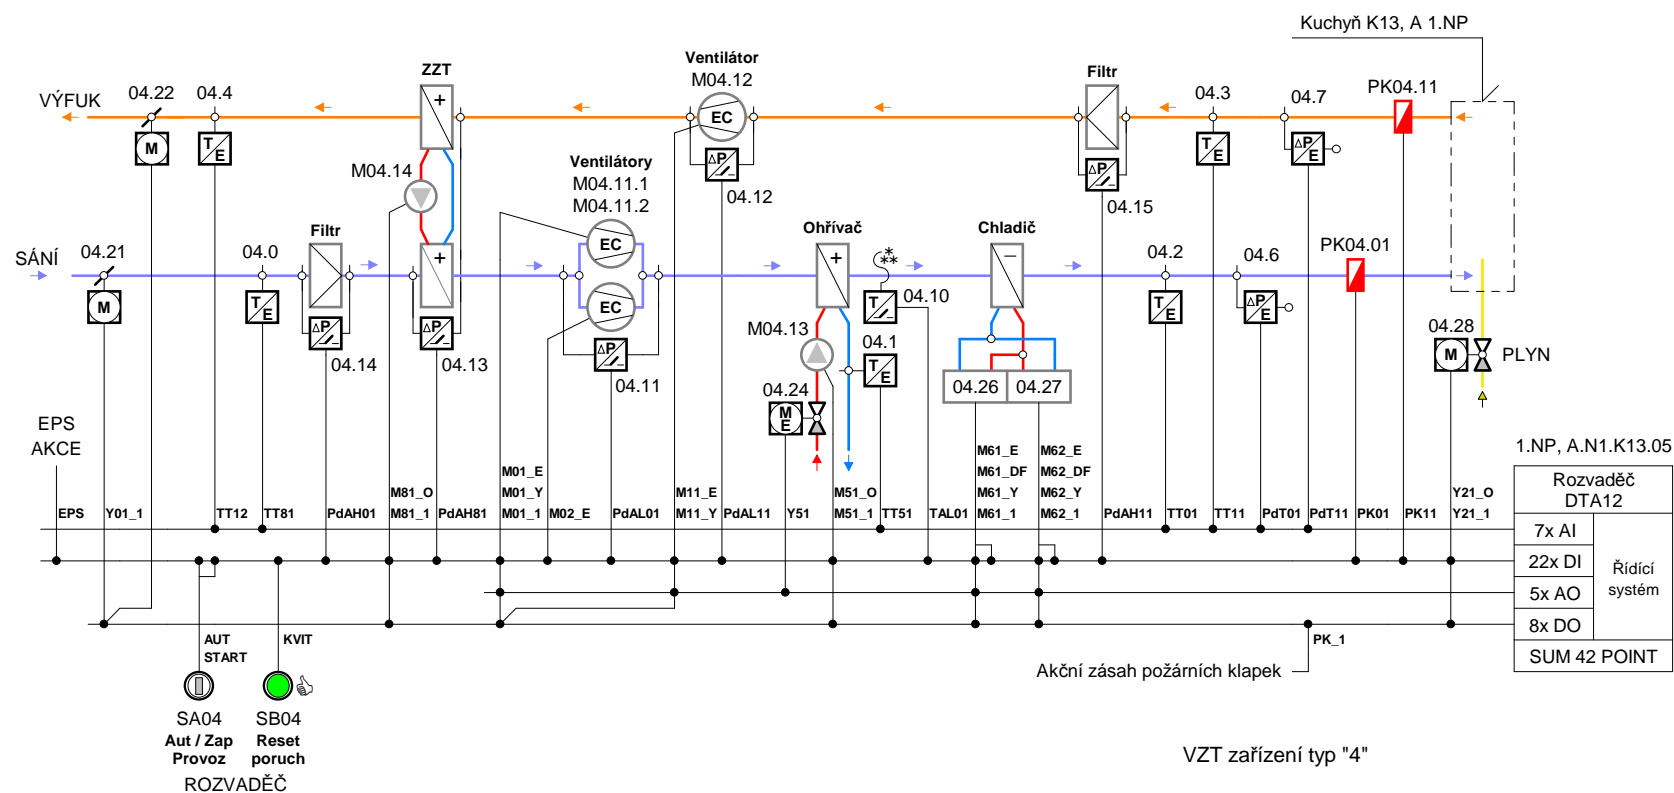 Kuchyň K13, A 1.NP
VÝFUK
04.22
04.4
ZZT
Ventilátor
M04.12
Filtr
04.3
04.7
PK04.11
+
EC
M
T
E
ΔP
T
E
ΔP
E
M04.14
Ventilátory
M04.11.1
M04.11.2
04.12
ΔP
04.15
SÁNÍ
04.21
04.0
Filtr
+
EC
EC
Ohřívač
+
**
*
Chladič
–
04.2
04.6
PK04.01
M
T
E
ΔP
04.14
ΔP
04.13
ΔP
04.11
T
04.10
T
E
ΔP
E
M04.13
04.1
T
E
04.28
M
PLYN
04.24
M
E
04.26
04.27
EPS
AKCE
1.NP, A.N1.K13.05
EPS
Y01_1
TT12
TT81
PdAH01
M81_O
M81_1
PdAH81
M01_E
M01_Y
M01_1
M02_E
PdAL01
M11_E
M11_Y
PdAL11
Y51
M51_O
M51_1
TT51
TAL01
M61_E
M61_DF
M61_Y
M61_1
M62_E
M62_DF
M62_Y
M62_1
PdAH11
TT01
TT11
PdT01
PdT11
PK01
PK11
Y21_O
Y21_1
Rozvaděč
DTA12
7x AI
22x DI
5x AO
8x DO
Řídící
systém
SUM 42 POINT
AUT
START
KVIT
PK_1
Akční zásah požárních klapek
SA04
Aut / Zap
Provoz
SB04
Reset
poruch
ROZVADĚČ
VZT zařízení typ "4"